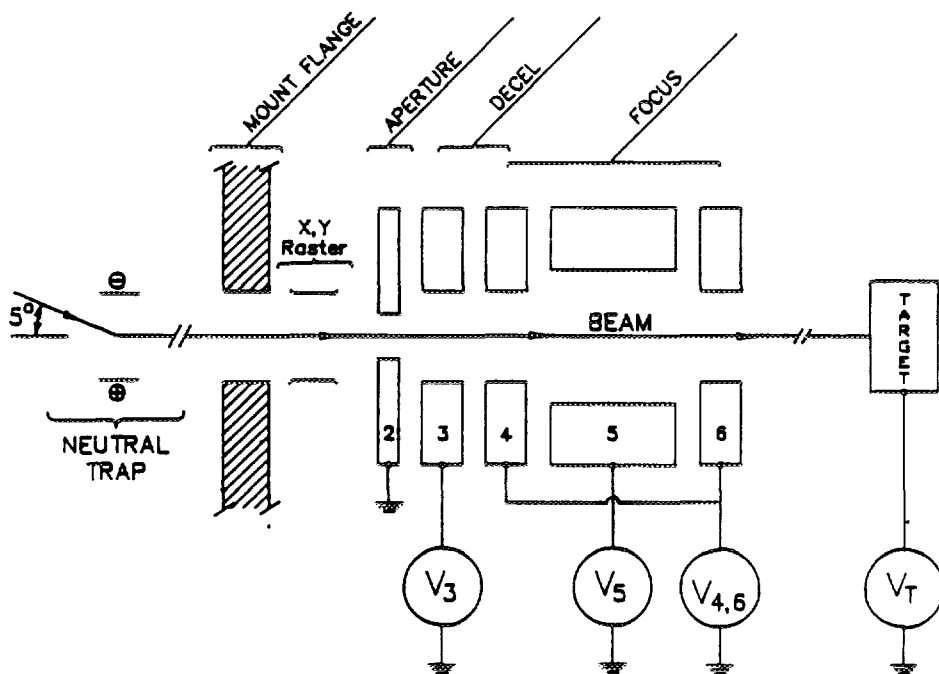 MOUNT FLANGE
APERTURE
DECEL
FOCUS
X,Y
Raster
⊖
5°
BEAM
TARGET
⊕
NEUTRAL
TRAP
2
3
4
5
6
V3
V5
V4,6
VT